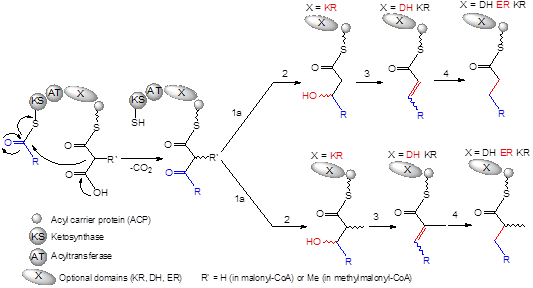 X = KR
X = DH KR
X = DH ER KR
X
X
X
O
S
O
S
O
S
2
3
4
HO
R
R
R
KS
AT
X
KS
AT
X
S
S
SH
S
1a
O
R
O
R'
O
OH
-CO2
O
R'
O
R
1a
X = KR
X = DH KR
X = DH ER KR
X
X
X
O
S
O
S
O
S
2
3
4
HO
R
R
R
Acyl carrier protein (ACP)
KS Ketosynthase
AT Acyltransferase
X Optional domains (KR, DH, ER) R' = H (in malonyl-CoA) or Me (in methylmalonyl-CoA)